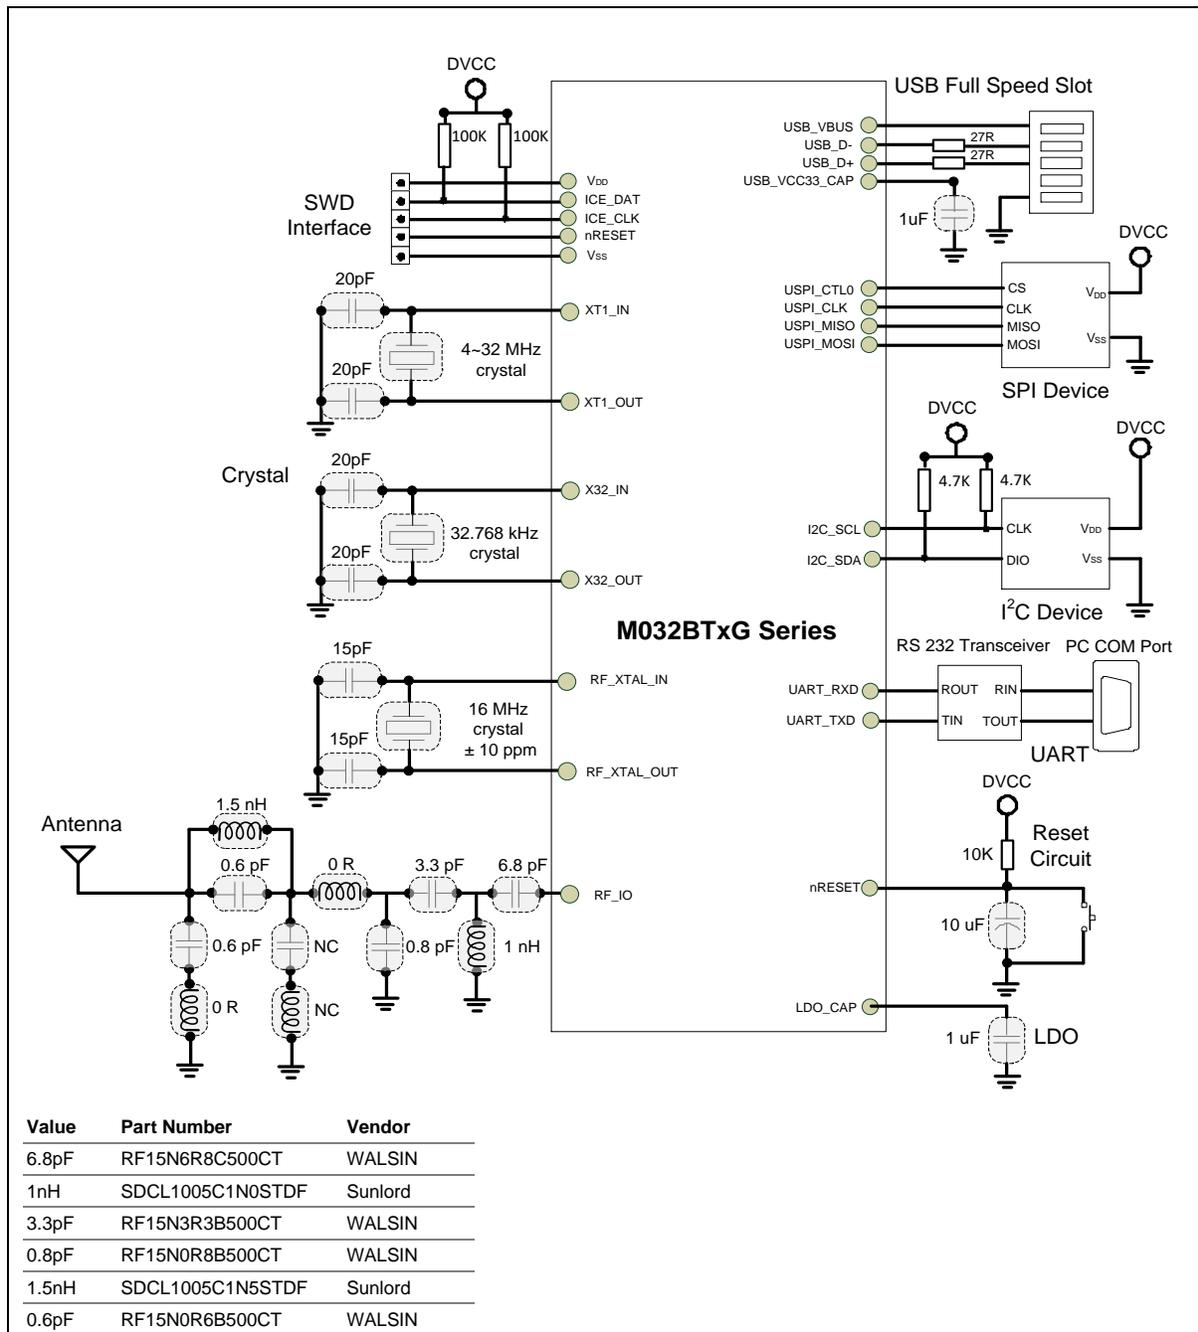 DVCC
100K
100K
SWD
Interface
VDD
ICE_DAT
ICE_CLK
nRESET
VSS
20pF
XT1_IN
4~32 MHz
crystal
20pF
XT1_OUT
Crystal
20pF
X32_IN
32.768 kHz
crystal
20pF
X32_OUT
M032BTxG Series
15pF
RF_XTAL_IN
16 MHz
crystal
± 10 ppm
15pF
RF_XTAL_OUT
Antenna
1.5 nH
0.6 pF
0 R
3.3 pF
6.8 pF
RF_IO
0.6 pF
NC
0.8 pF
1 nH
0 R
NC
USB Full Speed Slot
USB_VBUS
USB_D-
27R
USB_D+
27R
USB_VCC33_CAP
1uF
DVCC
USPI_CTL0
USPI_CLK
USPI_MISO
USPI_MOSI
CS
CLK
MISO
MOSI
VDD
VSS
SPI Device
DVCC
DVCC
4.7K
4.7K
I2C_SCL
I2C_SDA
CLK
DIO
VDD
VSS
I2C Device
RS 232 Transceiver
PC COM Port
UART_RXD
UART_TXD
ROUT
RIN
TIN
TOUT
UART
DVCC
10K
Reset
Circuit
nRESET
10 uF
LDO_CAP
1 uF
LDO
Value Part Number Vendor
6.8pF RF15N6R8C500CT WALSIN
1nH SDCL1005C1N0STDF Sunlord
3.3pF RF15N3R3B500CT WALSIN
0.8pF RF15N0R8B500CT WALSIN
1.5nH SDCL1005C1N5STDF Sunlord
0.6pF RF15N0R6B500CT WALSIN